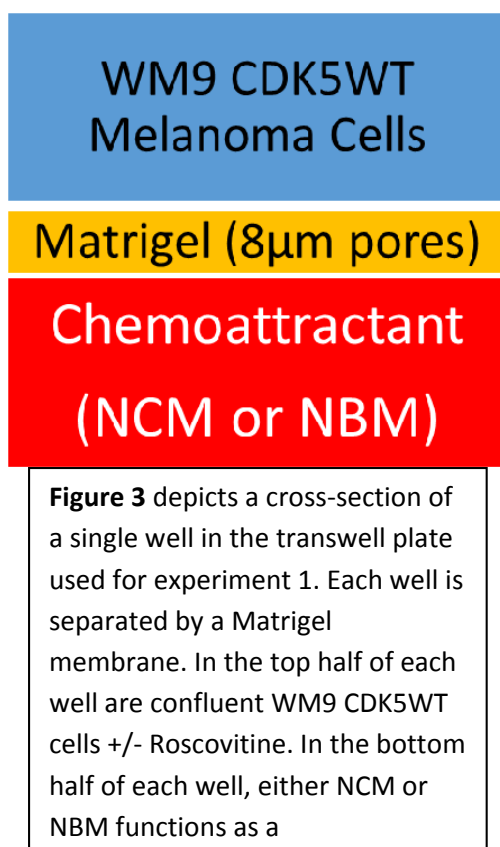 WM9 CDK5WT
Melanoma Cells
Matrigel (8µm pores)
Chemoattractant
(NCM or NBM)
Figure 3 depicts a cross-section of
a single well in the transwell plate
used for experiment 1. Each well is
separated by a Matrigel
membrane. In the top half of each
well are confluent WM9 CDK5WT
cells +/- Roscovitine. In the bottom
half of each well, either NCM or
NBM functions as a